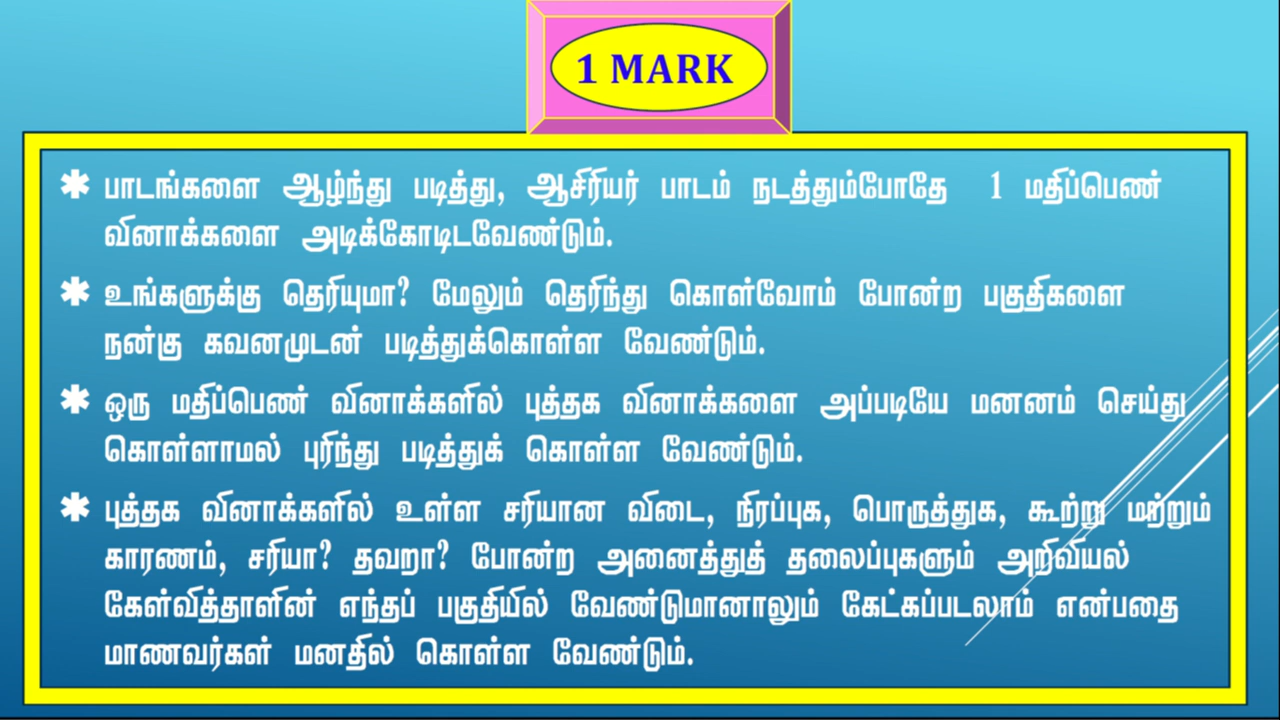 1 MARK
✱ பாடங்களை ஆழ்ந்து படித்து, ஆசிரியர் பாடம் நடத்தும்போதே 1 மதிப்பெண்
வினாக்களை அடிக்கோடிடவேண்டும்.
✱ உங்களுக்கு தெரியுமா? மேலும் தெரிந்து கொள்வோம் போன்ற பகுதிகளை
நன்கு கவனமுடன் படித்துக்கொள்ள வேண்டும்.
✱ ஒரு மதிப்பெண் வினாக்களில் புத்தக வினாக்களை அப்படியே மனனம் செய்து
கொள்ளாமல் புரிந்து படித்துக் கொள்ள வேண்டும்.
✱ புத்தக வினாக்களில் உள்ள சரியான விடை, நிரப்புக, பொருத்துக, கூற்று மற்றும்
காரணம், சரியா? தவறா? போன்ற அனைத்துத் தலைப்புகளும் அறிவியல்
கேள்வித்தாளின் எந்தப் பகுதியில் வேண்டுமானாலும் கேட்கப்படலாம் என்பதை
மாணவர்கள் மனதில் கொள்ள வேண்டும்.